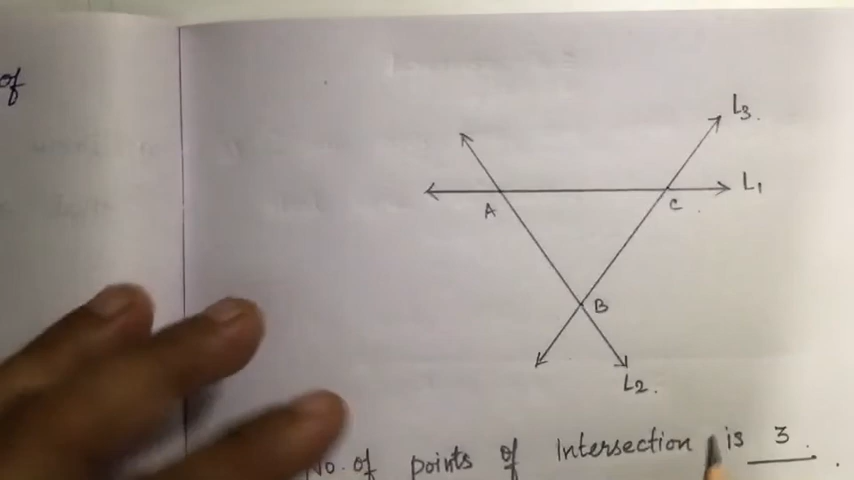 of
L3.
L1
A
C
B
L2.
No. of points of Intersection is 3.